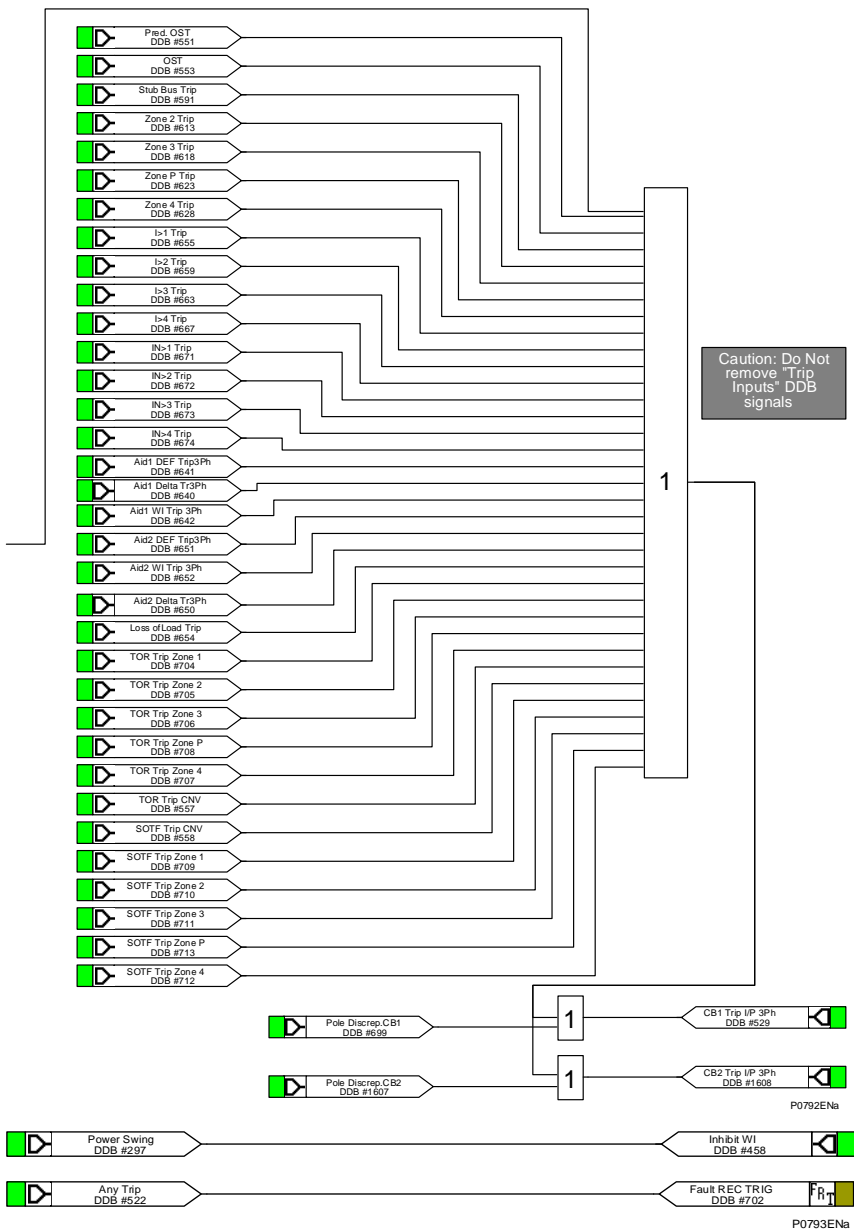 Pred. OST
DDB #551
OST
DDB #553
Stub Bus Trip
DDB #591
Zone 2 Trip
DDB #613
Zone 3 Trip
DDB #618
Zone P Trip
DDB #623
Zone 4 Trip
DDB #628
I>1 Trip
DDB #655
I>2 Trip
DDB #659
I>3 Trip
DDB #663
I>4 Trip
DDB #667
IN>1 Trip
DDB #671
IN>2 Trip
DDB #672
IN>3 Trip
DDB #673
IN>4 Trip
DDB #674
Aid1 DEF Trip3Ph
DDB #641
Aid1 Delta Tr3Ph
DDB #640
Aid1 WI Trip 3Ph
DDB #642
Aid2 DEF Trip3Ph
DDB #651
Aid2 WI Trip 3Ph
DDB #652
Aid2 Delta Tr3Ph
DDB #650
Loss of Load Trip
DDB #654
TOR Trip Zone 1
DDB #704
TOR Trip Zone 2
DDB #705
TOR Trip Zone 3
DDB #706
TOR Trip Zone P
DDB #708
TOR Trip Zone 4
DDB #707
TOR Trip CNV
DDB #557
SOTF Trip CNV
DDB #558
SOTF Trip Zone 1
DDB #709
SOTF Trip Zone 2
DDB #710
SOTF Trip Zone 3
DDB #711
SOTF Trip Zone P
DDB #713
SOTF Trip Zone 4
DDB #712
1
Caution: Do Not
remove "Trip
Inputs" DDB
signals
Pole Discrep.CB1
DDB #699
1
CB1 Trip I/P 3Ph
DDB #529
Pole Discrep.CB2
DDB #1607
1
CB2 Trip I/P 3Ph
DDB #1608
P0792ENa
Power Swing
DDB #297
Inhibit WI
DDB #458
Any Trip
DDB #522
Fault REC TRIG
DDB #702
FRT
P0793ENa